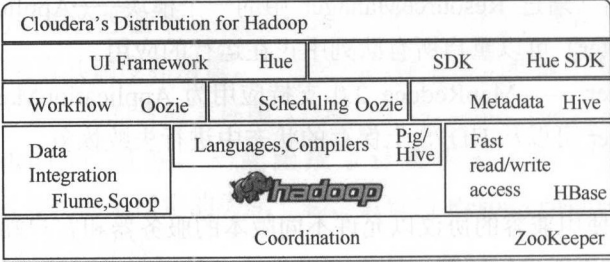 Cloudera's Distribution for Hadoop
UI Framework Hue
SDK Hue SDK
Workflow Oozie
Scheduling Oozie
Metadata Hive
Data
Integration
Flume,Sqoop
Languages,Compilers Pig/
Hive
hadoop
Fast
read/write
access HBase
Coordination ZooKeeper